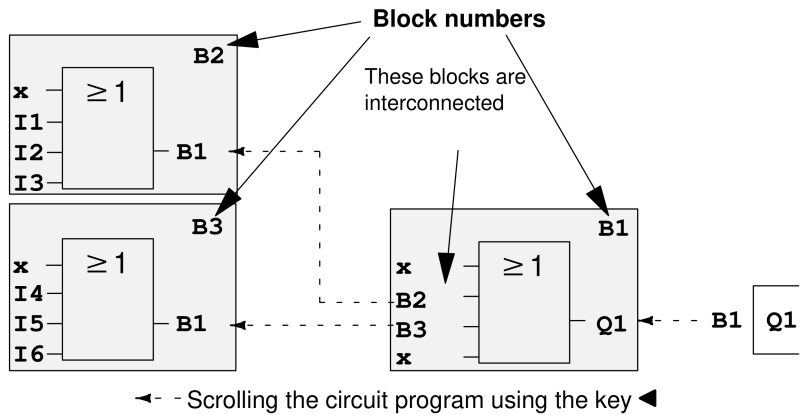 Block numbers
B2
These blocks are
interconnected
x
≥1
I1
I2
B1
I3
B3
B1
x
≥1
x
≥1
I4
B2
I5
B1
B3
Q1
B1
Q1
I6
x
Scrolling the circuit program using the key ◄